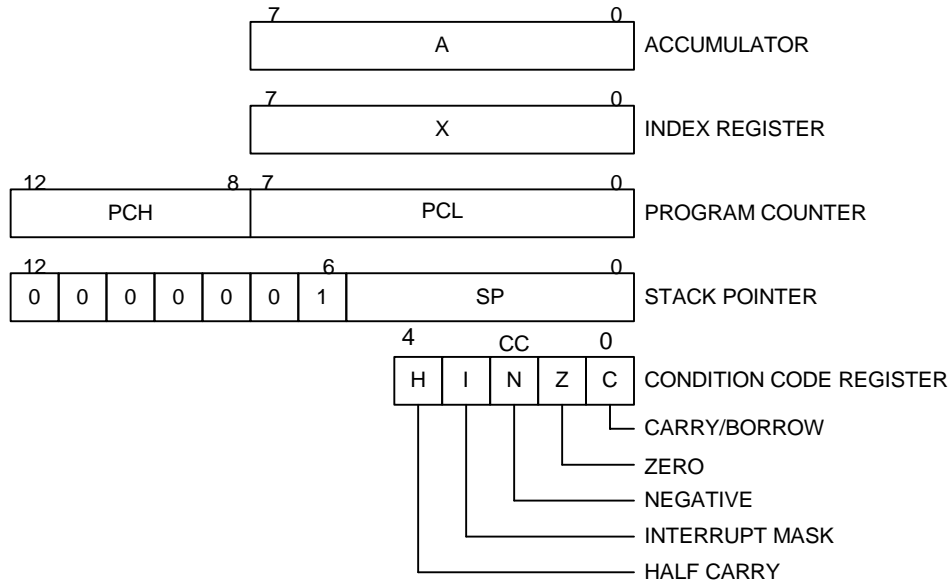 7 0
A ACCUMULATOR
7 0
X INDEX REGISTER
12 8 7 0
PCH PCL PROGRAM COUNTER
12 6 0
0 0 0 0 0 0 1 SP STACK POINTER
4 CC 0
H I N Z C CONDITION CODE REGISTER
CARRY/BORROW
ZERO
NEGATIVE
INTERRUPT MASK
HALF CARRY